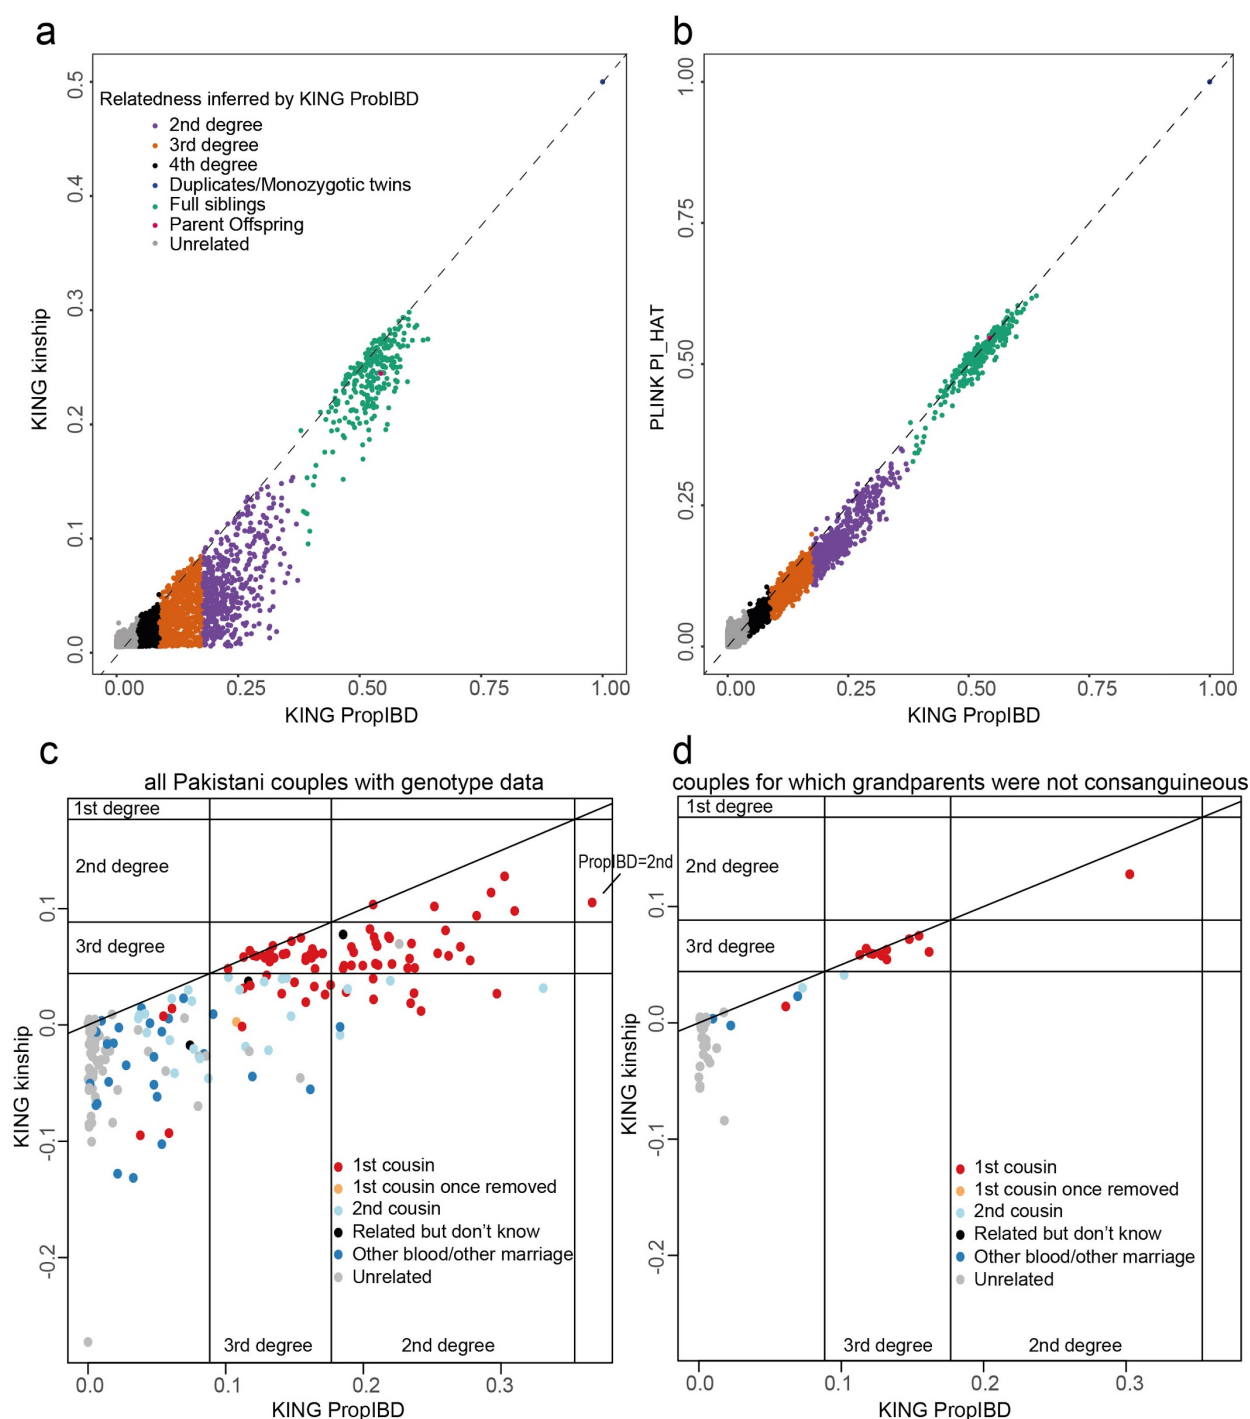 a
0.5
0.4
0.3
0.2
0.1
0.0
KING kinship
Relatedness inferred by KING ProbIBD
2nd degree
3rd degree
4th degree
Duplicates/Monozygotic twins
Full siblings
Parent Offspring
Unrelated
0.00 0.25 0.50 0.75 1.00
KING PropIBD
b
1.00
0.75
0.50
0.25
0.00
PLINK PI_HAT
0.00 0.25 0.50 0.75 1.00
KING PropIBD
c
all Pakistani couples with genotype data
1st degree
2nd degree
3rd degree
PropIBD=2nd
0.1
0.0
-0.1
-0.2
KING kinship
1st cousin
1st cousin once removed
2nd cousin
Related but don't know
Other blood/other marriage
Unrelated
3rd degree 2nd degree
0.0 0.1 0.2 0.3
KING PropIBD
d
couples for which grandparents were not consanguineous
1st degree
2nd degree
3rd degree
0.1
0.0
-0.1
-0.2
KING kinship
1st cousin
1st cousin once removed
2nd cousin
Related but don't know
Other blood/other marriage
Unrelated
3rd degree 2nd degree
0.0 0.1 0.2 0.3
KING PropIBD